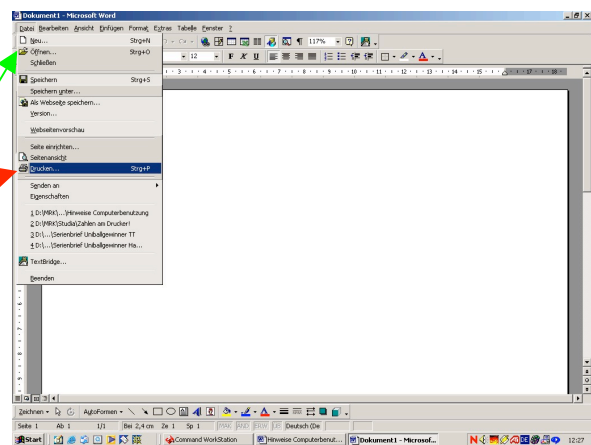 Dokument1 - Microsoft Word
Datei Bearbeiten Ansicht Einfügen Format Extras Tabelle Fenster ?
Neu... Strg+N
Öffnen... Strg+O
Schließen
117%
12 F K U
Speichern Strg+S
Speichern unter...
Als Webseite speichern...
Version...
Webseitenvorschau
Seite einrichten...
Seitenansicht
Drucken... Strg+P
Senden an
Eigenschaften
1 D:\MRK\...\Hinweise Computerbenutzung
2 D:\MRK\Studia\Zahlen am Drucker!
3 D:\...\Serienbrief Uniballgewinner TT
4 D:\...\Serienbrief Uniballgewinner Ha...
TextBridge...
Beenden
Zeichnen AutoFormen
Seite 1 Ab 1 1/1 Bei 2,4 cm Ze 1 Sp 1 MAK ÄND ERW ÜB Deutsch (De
Start Command WorkStation Hinweise Computerbenut... Dokument1 - Microsof... DE 12:27